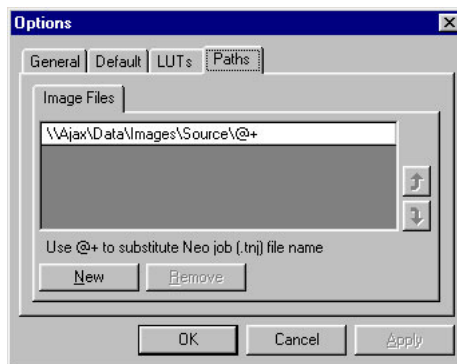 Options
General Default LUTs Paths
Image Files
\\Ajax\Data\Images\Source\@+
Use @+ to substitute Neo job (.tnj) file name
New Remove
OK Cancel Apply